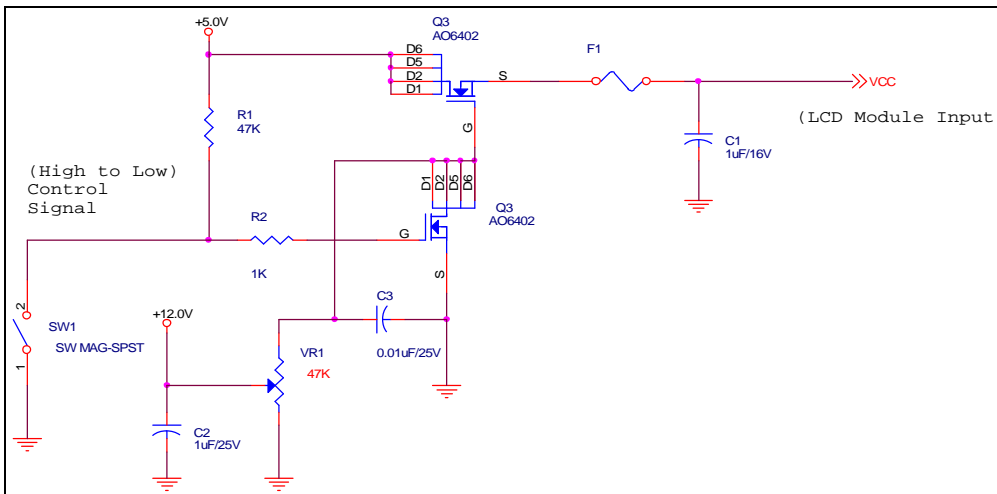 +5.0V
Q3
AO6402
D6
D5
D2
D1
S
G
F1
VCC
(LCD Module Input
C1
1uF/16V
R1
47K
(High to Low)
Control
Signal
D1
D2
D5
D6
Q3
AO6402
G
S
R2
1K
2
SW1
SW MAG-SPST
1
+12.0V
C3
0.01uF/25V
VR1
47K
C2
1uF/25V